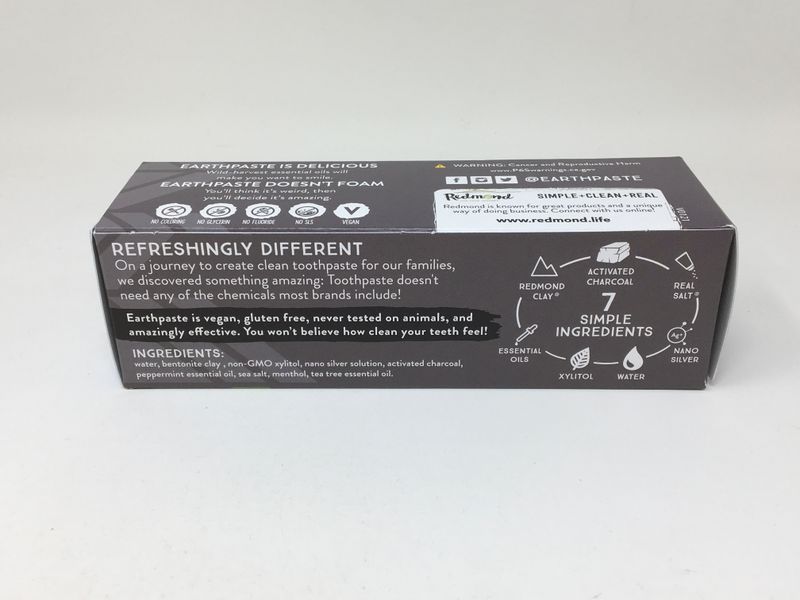 EARTHPASTE IS DELICIOUS
Wild-harvest essential oils will
make you want to smile.
EARTHPASTE DOESN'T FOAM
You'll think it's weird, then
you'll decide it's amazing.
NO COLORING
NO GLYCERIN
NO FLUORIDE
NO SLS
VEGAN
WARNING: Cancer and Reproductive Harm
www.P65warnings.ca.gov
@EARTHPASTE
Redmond SIMPLE+CLEAN+REAL
Redmond is known for great products and a unique
way of doing business. Connect with us online!
www.redmond.life
REFRESHINGLY DIFFERENT
On a journey to create clean toothpaste for our families,
we discovered something amazing: Toothpaste doesn't
need any of the chemicals most brands include!
Earthpaste is vegan, gluten free, never tested on animals, and
amazingly effective. You won't believe how clean your teeth feel!
INGREDIENTS:
water, bentonite clay , non-GMO xylitol, nano silver solution, activated charcoal,
peppermint essential oil, sea salt, menthol, tea tree essential oil.
ACTIVATED
CHARCOAL
REDMOND
CLAY®
REAL
SALT®
7
SIMPLE
INGREDIENTS
Ag+
ESSENTIAL
OILS
NANO
SILVER
XYLITOL
WATER